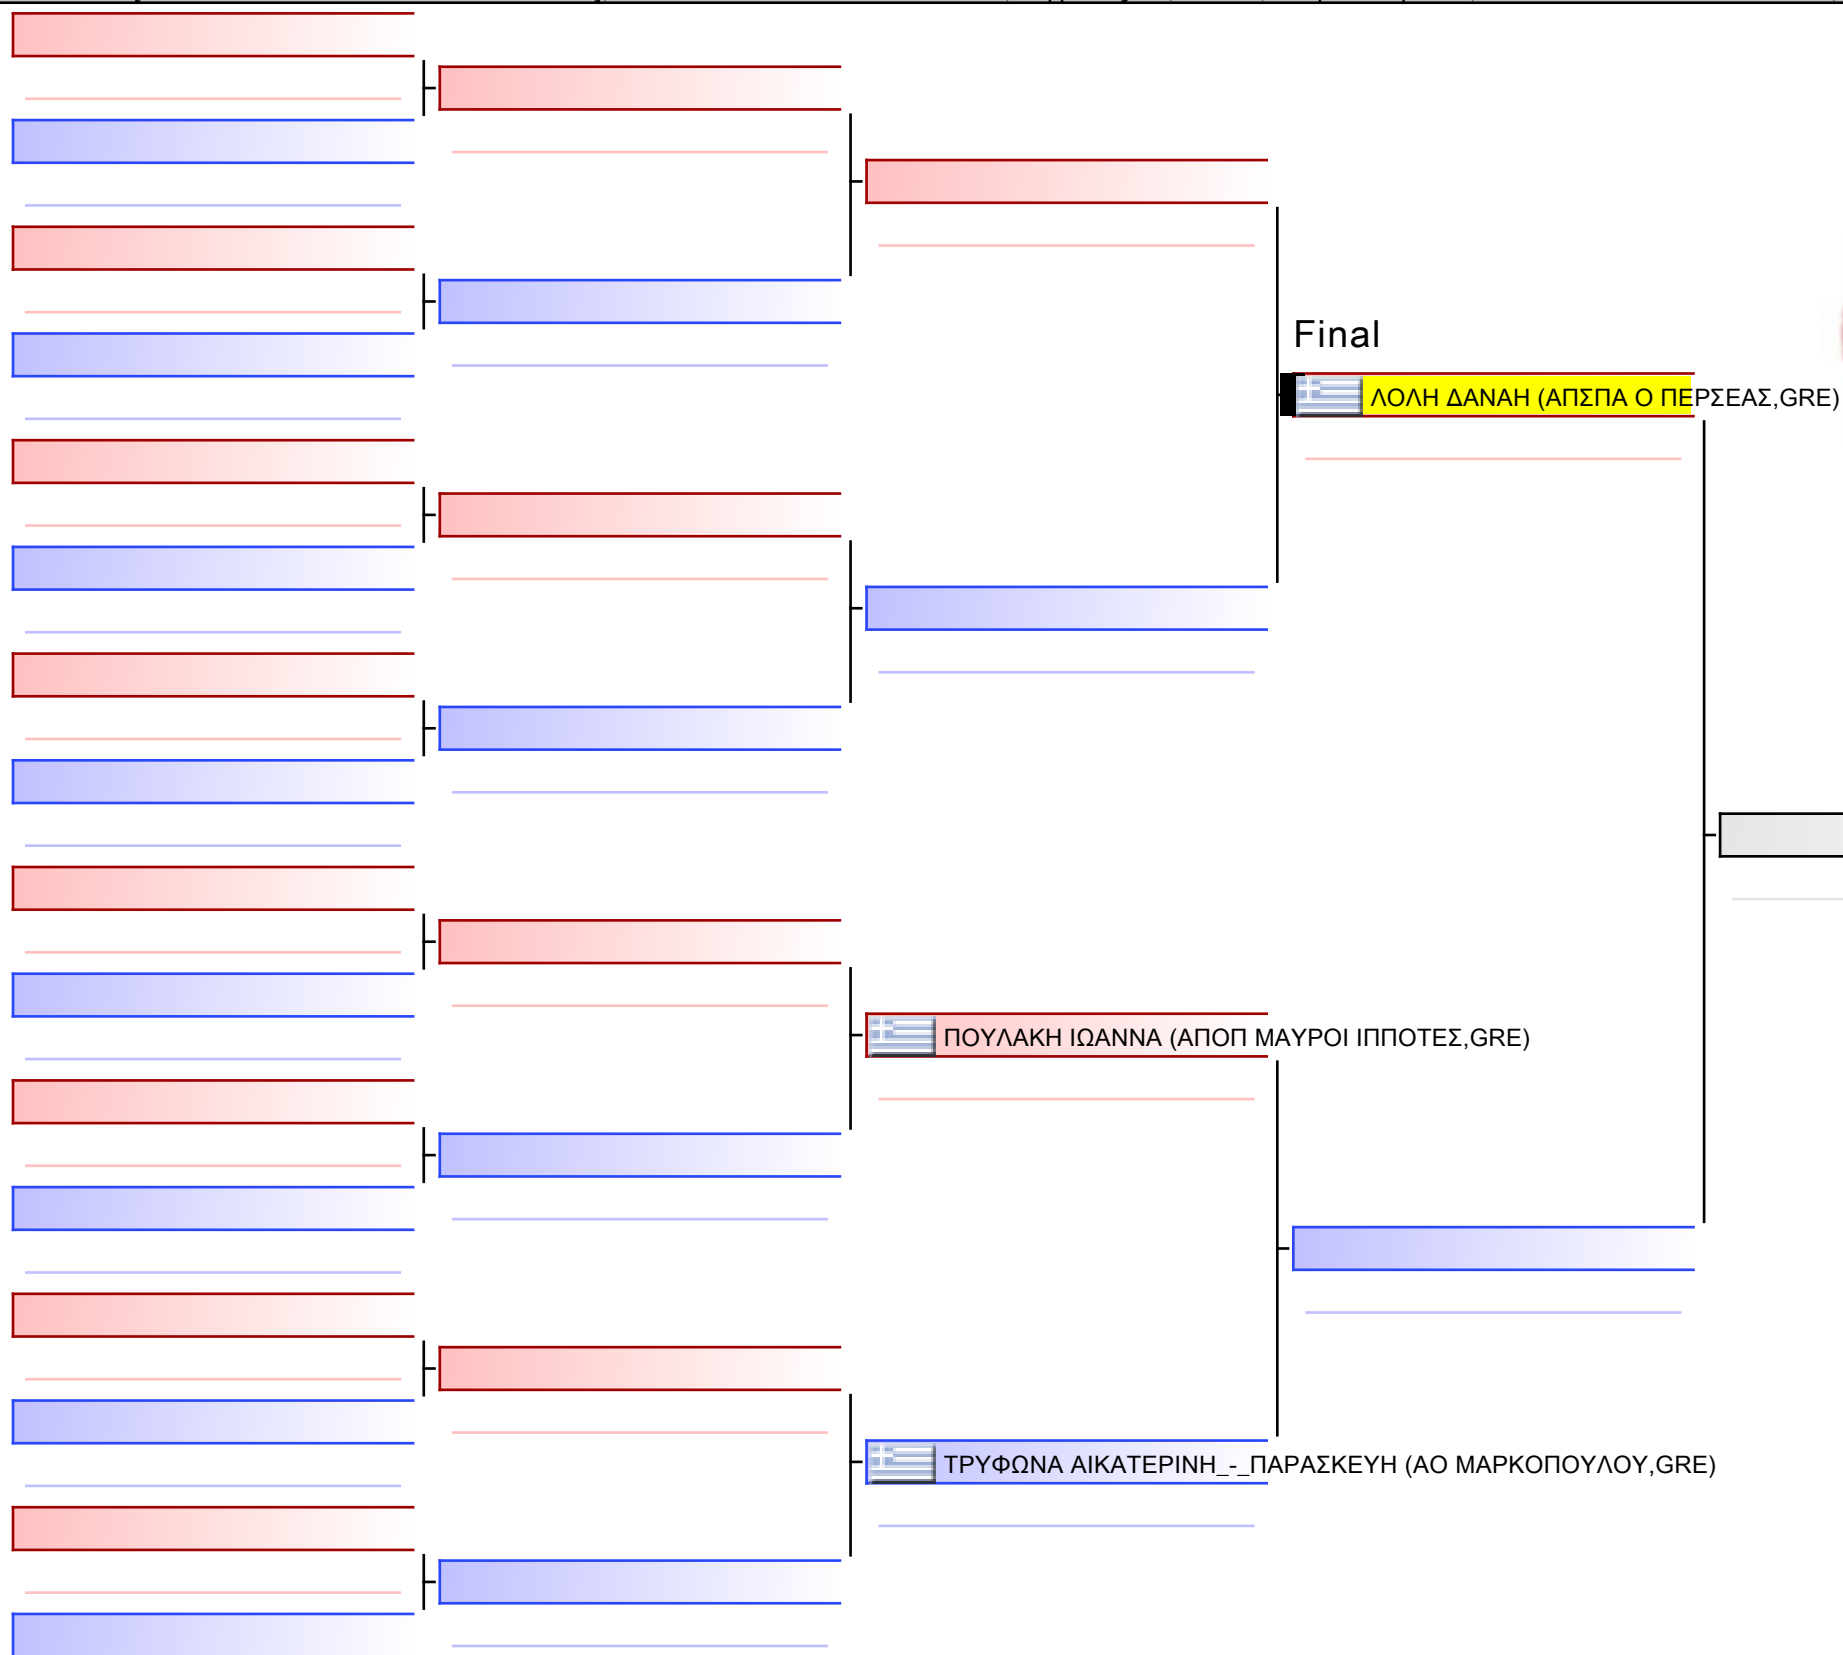 Final
ΛΟΛΗ ΔΑΝΑΗ (ΑΠΣΠΑ Ο ΠΕΡΣΕΑΣ,GRE)
ΠΟΥΛΑΚΗ ΙΩΑΝΝΑ (ΑΠΟΠ ΜΑΥΡΟΙ ΙΠΠΟΤΕΣ,GRE)
ΤΡΥΦΩΝΑ ΑΙΚΑΤΕΡΙΝΗ_-_ΠΑΡΑΣΚΕΥΗ (ΑΟ ΜΑΡΚΟΠΟΥΛΟΥ,GRE)